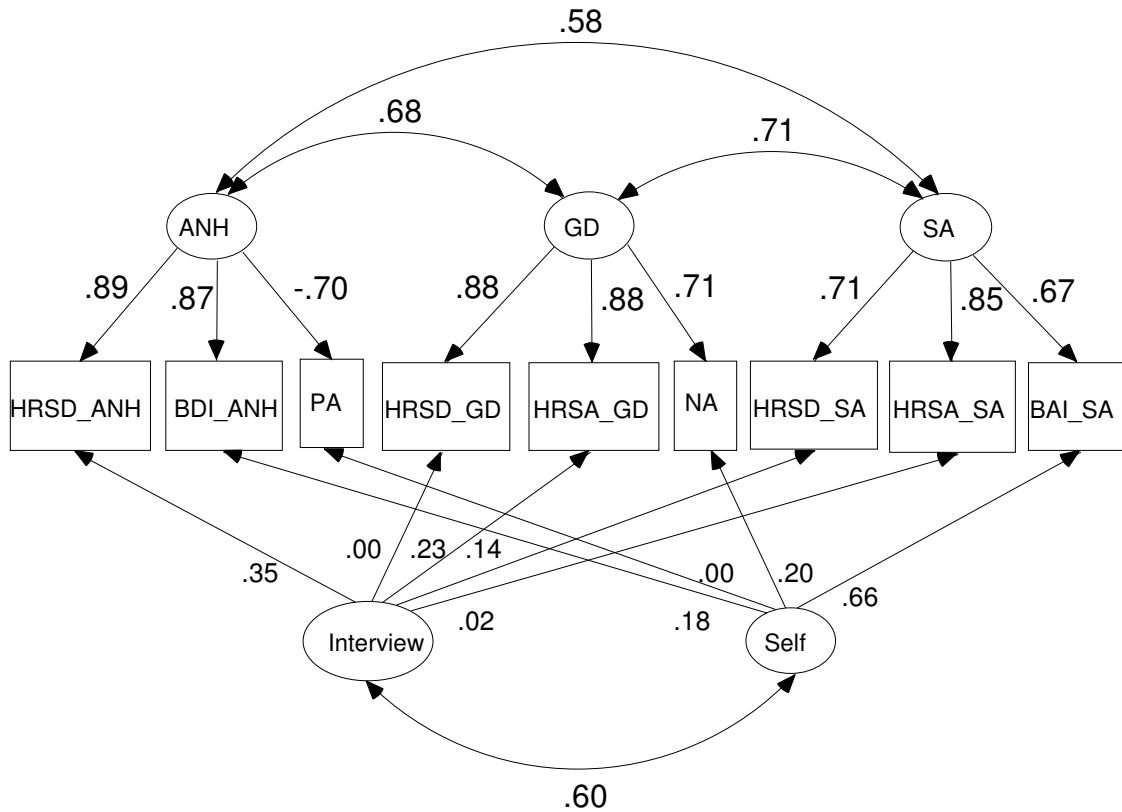 .58
.68
.71
ANH
GD
SA
.89
.87
-.70
.88
.88
.71
.71
.85
.67
HRSD_ANH
BDI_ANH
PA
HRSD_GD
HRSA_GD
NA
HRSD_SA
HRSA_SA
BAI_SA
.35
.00
.23
.14
.02
.18
.00
.20
.66
Interview
Self
.60